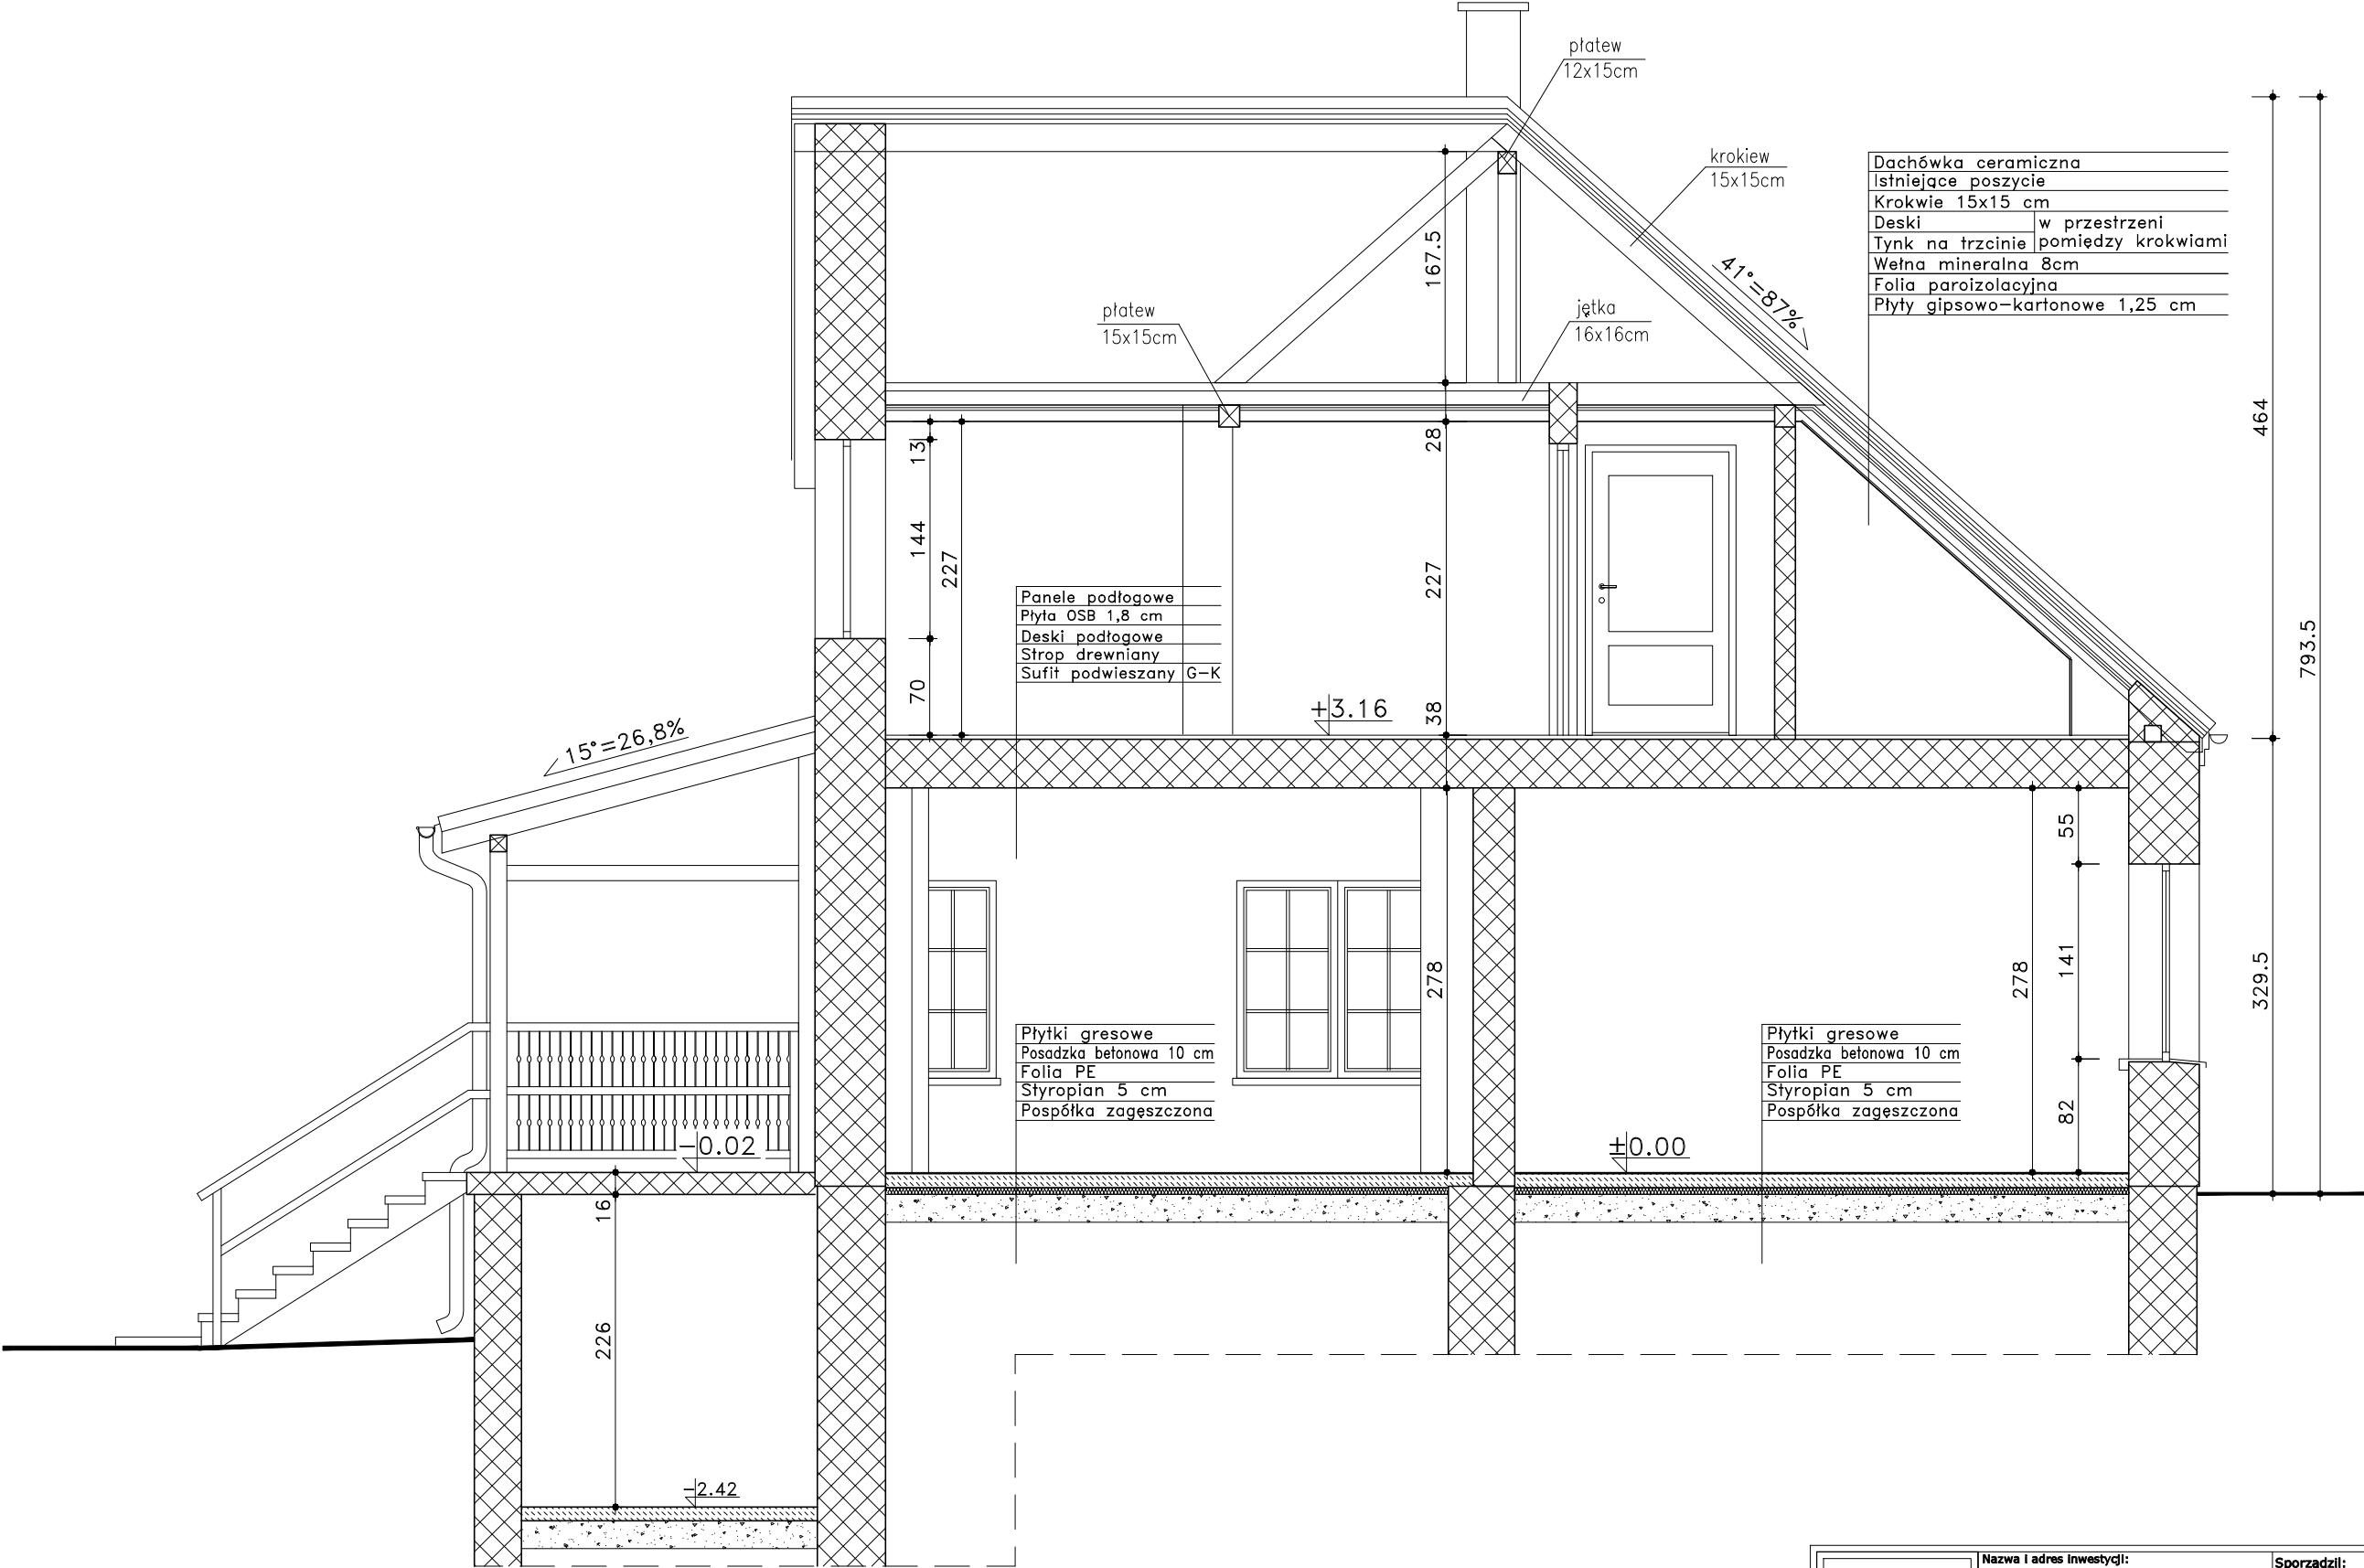 płatew
12x15cm
krokiew
15x15cm
Dachówka ceramiczna
Istniejące poszycie
Krokwie 15x15 cm
Deski w przestrzeni
Tynk na trzcinie pomiędzy krokwiami
Wełna mineralna 8cm
Folia paroizolacyjna
Płyty gipsowo-kartonowe 1,25 cm
41°=87%
płatew
15x15cm
jętka
16x16cm
167.5
464
13
28
144
227
227
793.5
Panele podłogowe
Płyta OSB 1,8 cm
Deski podłogowe
Strop drewniany
Sufit podwieszany G-K
70
+3.16
38
15°=26,8%
55
278
278
141
329.5
Płytki gresowe
Posadzka betonowa 10 cm
Folia PE
Styropian 5 cm
Pospółka zagęszczona
Płytki gresowe
Posadzka betonowa 10 cm
Folia PE
Styropian 5 cm
Pospółka zagęszczona
82
-0.02
±0.00
16
226
-2.42
Nazwa i adres inwestycji:
Sporządził: